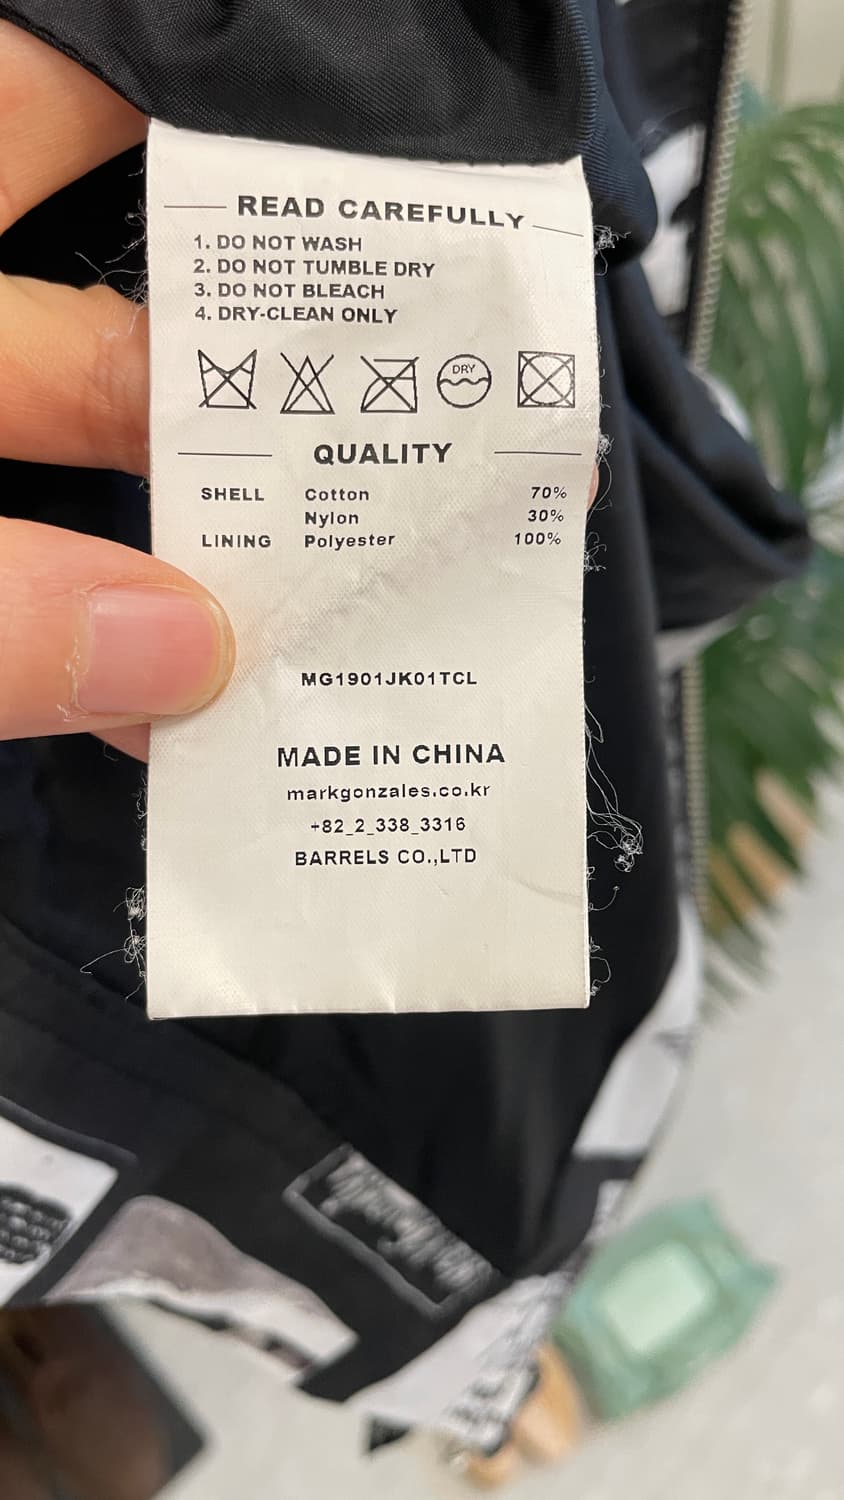 READ CAREFULLY
1. DO NOT WASH
2. DO NOT TUMBLE DRY
3. DO NOT BLEACH
4. DRY-CLEAN ONLY
DRY
QUALITY
SHELL Cotton 70%
Nylon 30%
LINING Polyester 100%
MG1901JK01TCL
MADE IN CHINA
markgonzales.co.kr
+82_2_338_3316
BARRELS CO.,LTD